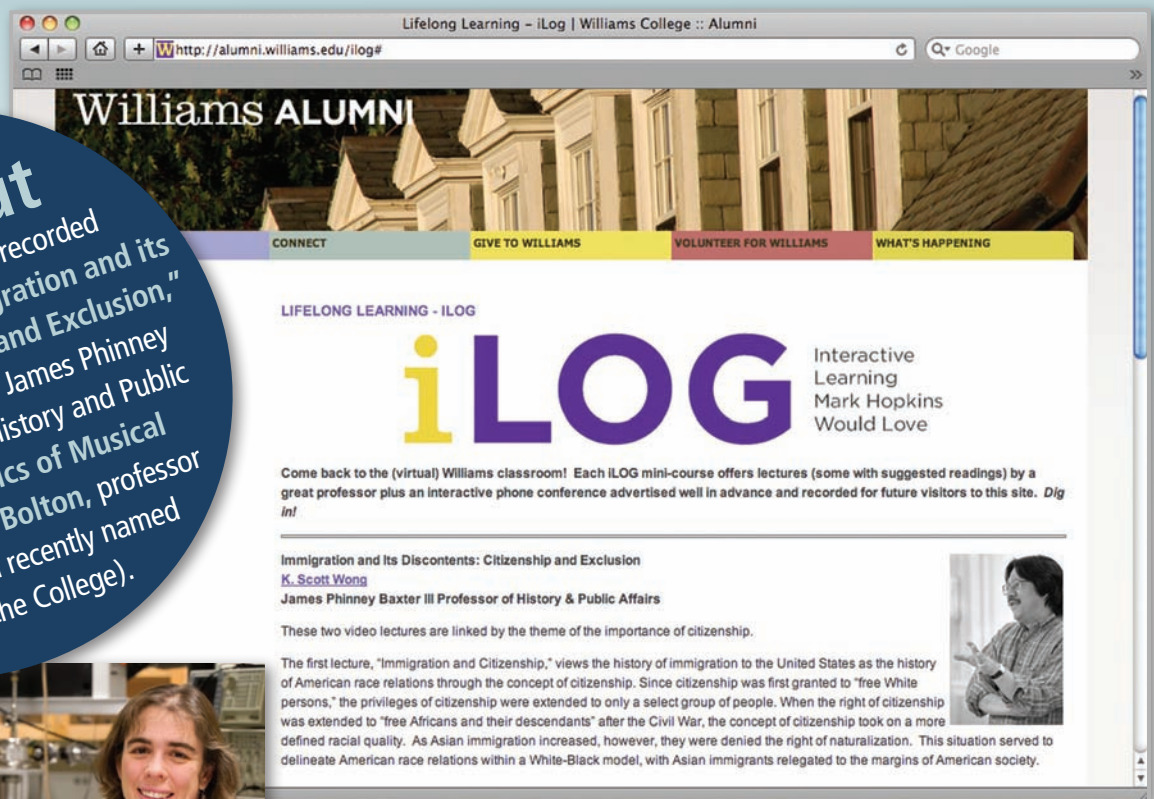 Lifelong Learning – iLog | Williams College :: Alumni
http://alumni.williams.edu/ilog#
Google
Williams ALUMNI
CONNECT
GIVE TO WILLIAMS
VOLUNTEER FOR WILLIAMS
WHAT'S HAPPENING
recorded
and its
and Exclusion,"
James Phinney
History and Public
of Musical
Bolton, professor
recently named
the College).
LIFELONG LEARNING - ILOG
iLOG
Interactive
Learning
Mark Hopkins
Would Love
Come back to the (virtual) Williams classroom! Each iLOG mini-course offers lectures (some with suggested readings) by a
great professor plus an interactive phone conference advertised well in advance and recorded for future visitors to this site. Dig
in!
Immigration and Its Discontents: Citizenship and Exclusion
K. Scott Wong
James Phinney Baxter III Professor of History & Public Affairs
These two video lectures are linked by the theme of the importance of citizenship.
The first lecture, "Immigration and Citizenship," views the history of immigration to the United States as the history
of American race relations through the concept of citizenship. Since citizenship was first granted to "free White
persons," the privileges of citizenship were extended to only a select group of people. When the right of citizenship
was extended to "free Africans and their descendants" after the Civil War, the concept of citizenship took on a more
defined racial quality. As Asian immigration increased, however, they were denied the right of naturalization. This situation served to
delineate American race relations within a White-Black model, with Asian immigrants relegated to the margins of American society.